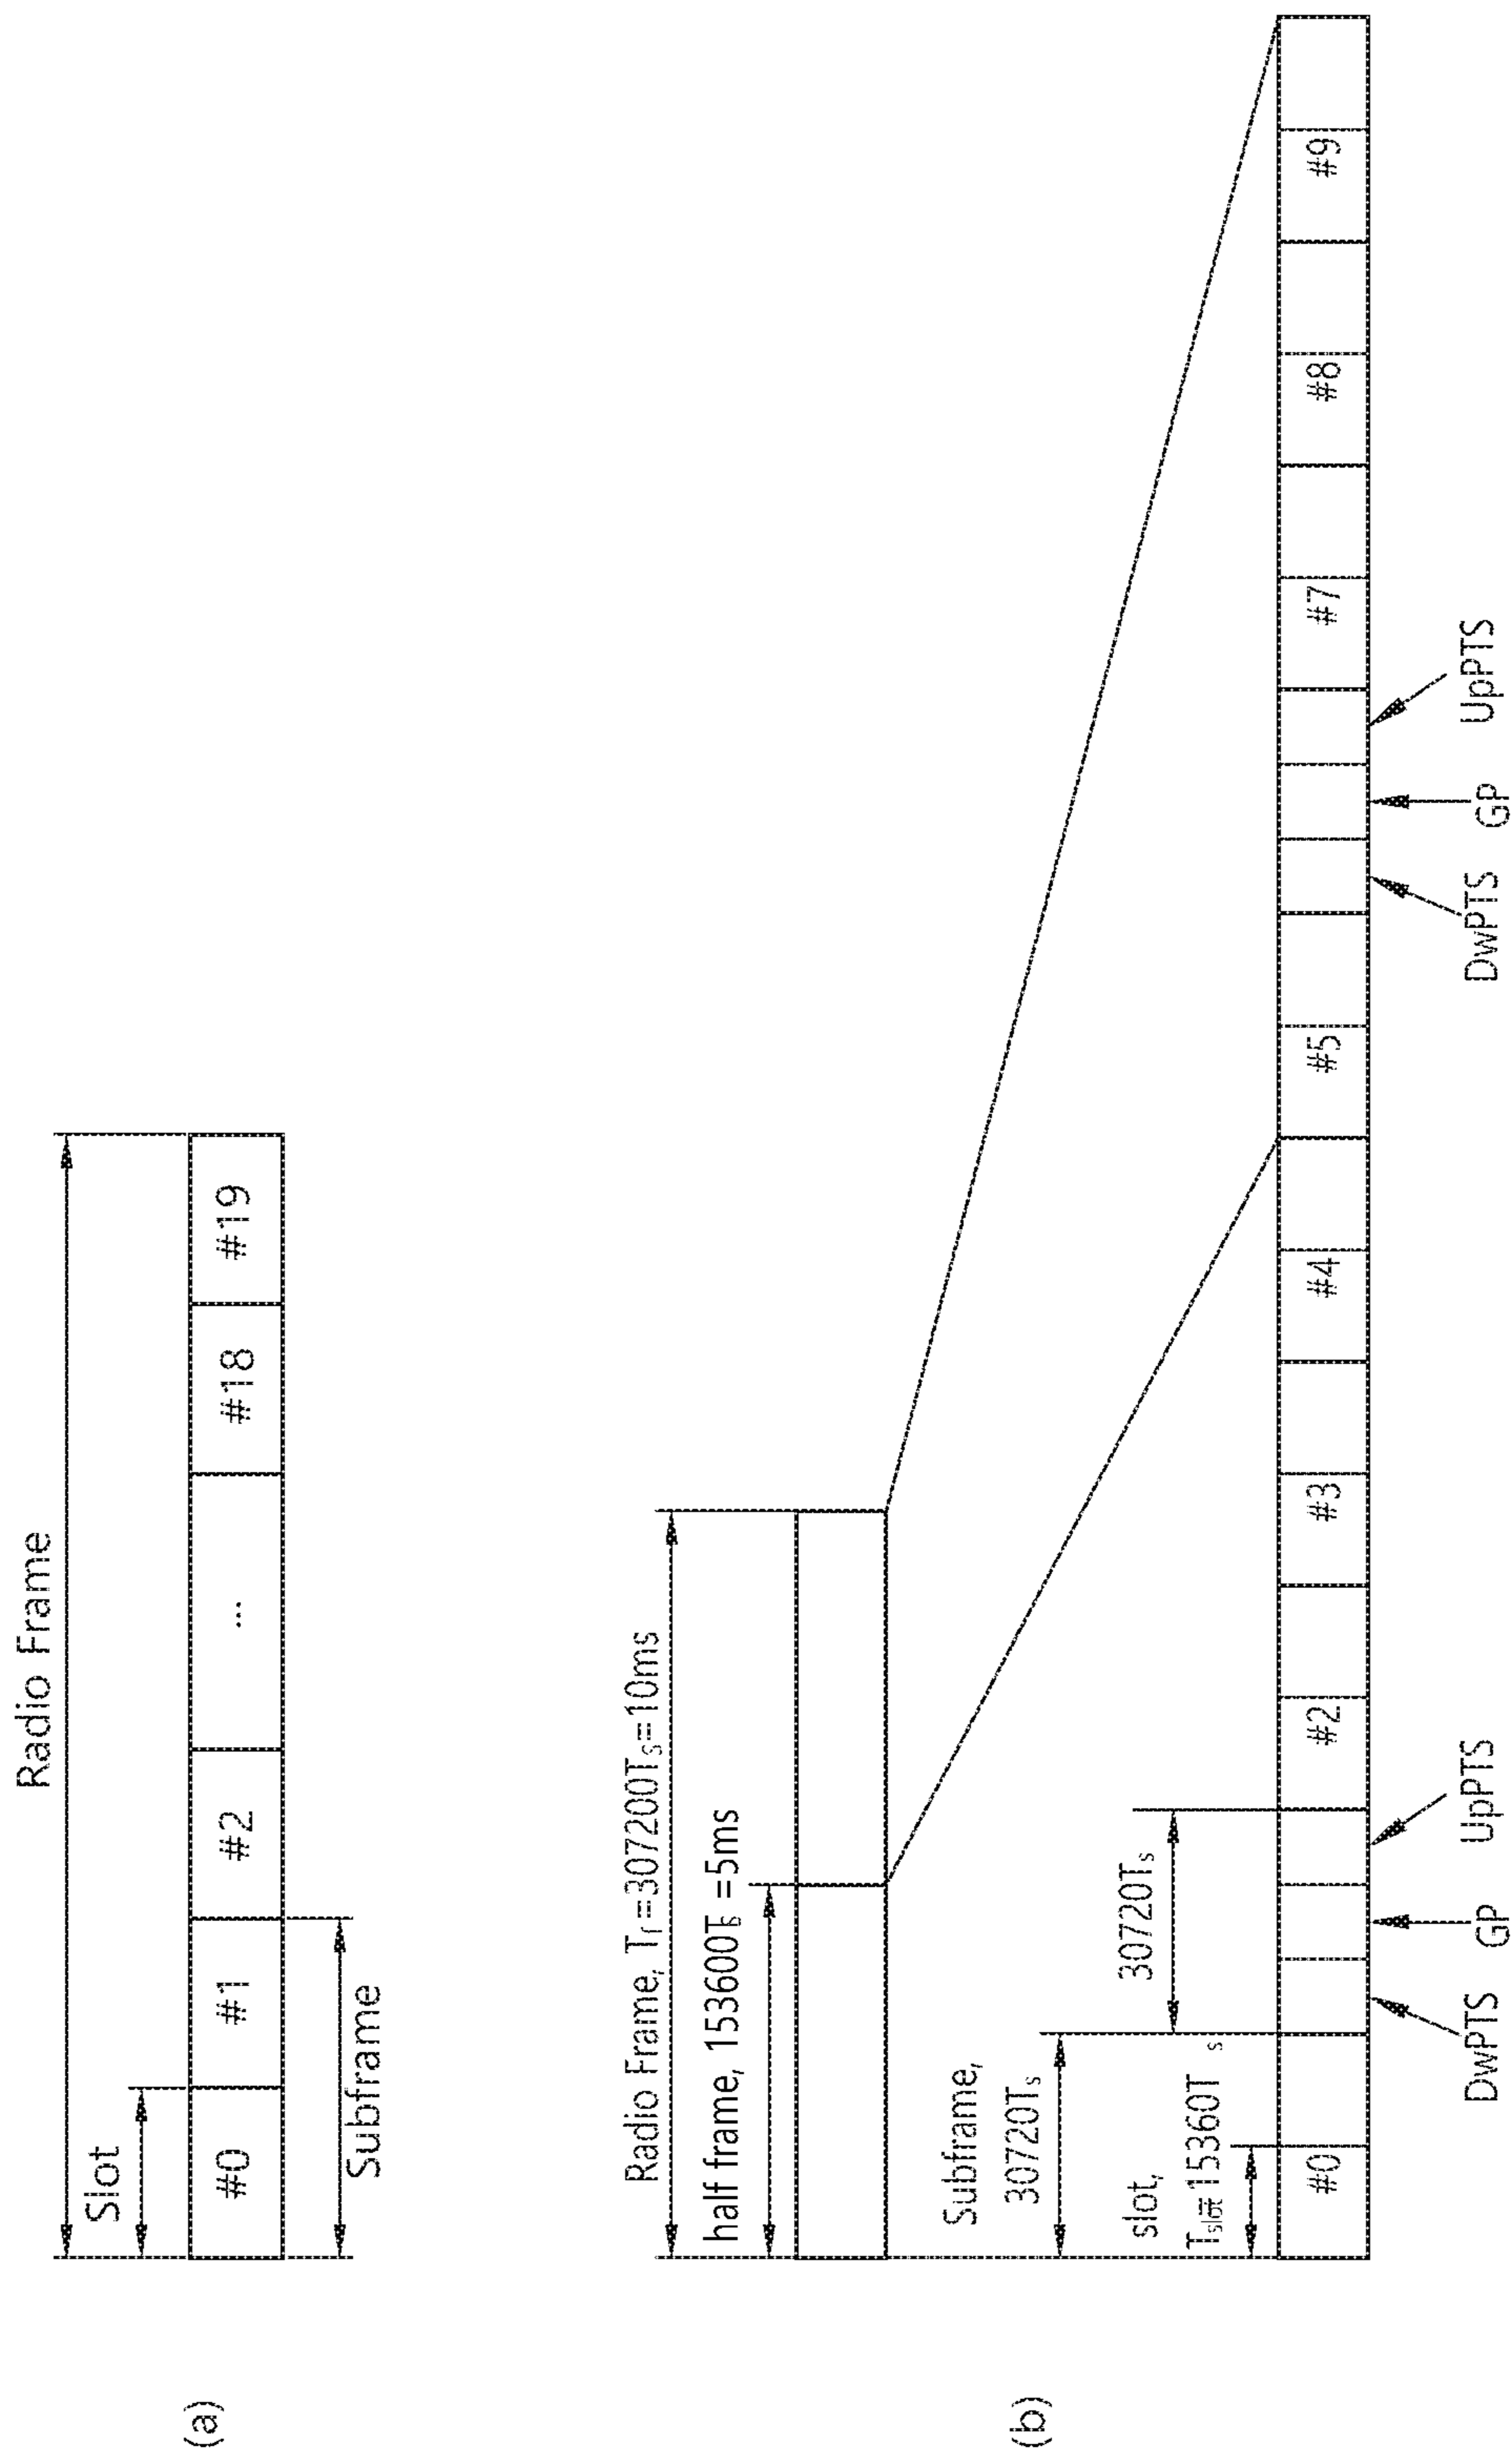 (a)
Radio Frame
Slot
#0 #1 #2 ... #18 #19
Subframe
(b)
Radio Frame, Tf=307200Ts=10ms
half frame, 153600Ts =5ms
Subframe,
30720Ts
30720Ts
slot,
Tslot=15360Ts
#0 #2 #3 #4 #5 #7 #8 #9
DwPTS GP UpPTS DwPTS GP UpPTS